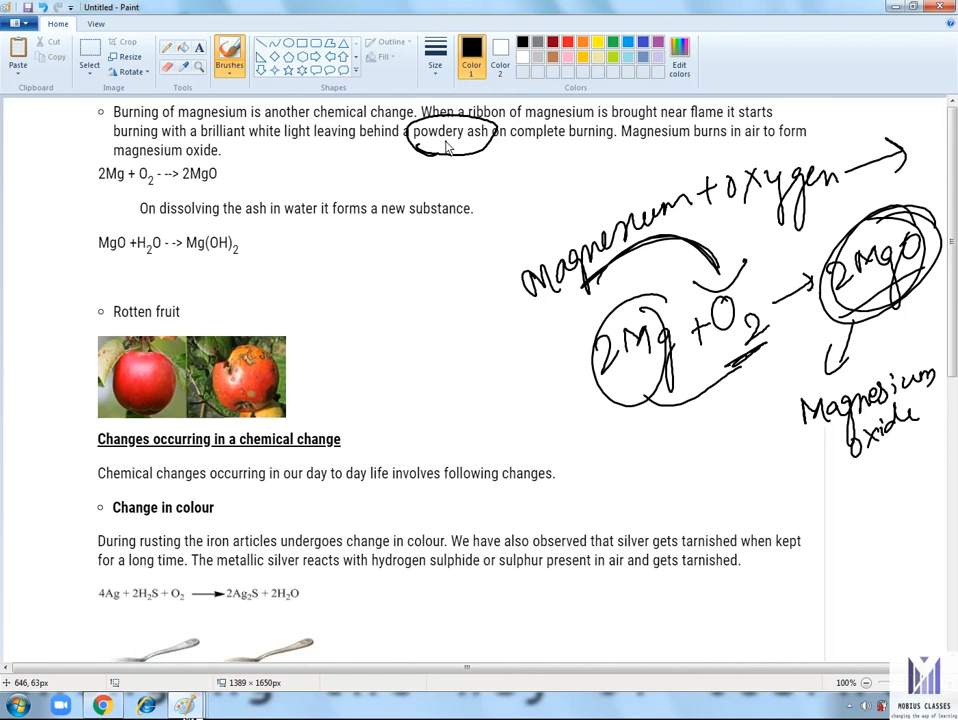 Untitled - Paint
Home
View
Paste
Cut
Copy
Clipboard
Select
Crop
Resize
Rotate
Image
A
Tools
Brushes
Outline
Fill
Shapes
Size
Color 1
Color 2
Edit colors
Colors
Burning of magnesium is another chemical change. When a ribbon of magnesium is brought near flame it starts
burning with a brilliant white light leaving behind a powdery ash on complete burning. Magnesium burns in air to form
magnesium oxide.
2Mg + O2 - --> 2MgO
On dissolving the ash in water it forms a new substance.
MgO +H2O - --> Mg(OH)2
Magnesium + oxygen →
2Mg + O2 → 2MgO
Magnesium
oxide
Rotten fruit
Changes occurring in a chemical change
Chemical changes occurring in our day to day life involves following changes.
Change in colour
During rusting the iron articles undergoes change in colour. We have also observed that silver gets tarnished when kept
for a long time. The metallic silver reacts with hydrogen sulphide or sulphur present in air and gets tarnished.
4Ag + 2H2S + O2 → 2Ag2S + 2H2O
646, 63px
1389 × 1650px
100%
MOBIUS CLASSES
changing the way of learning